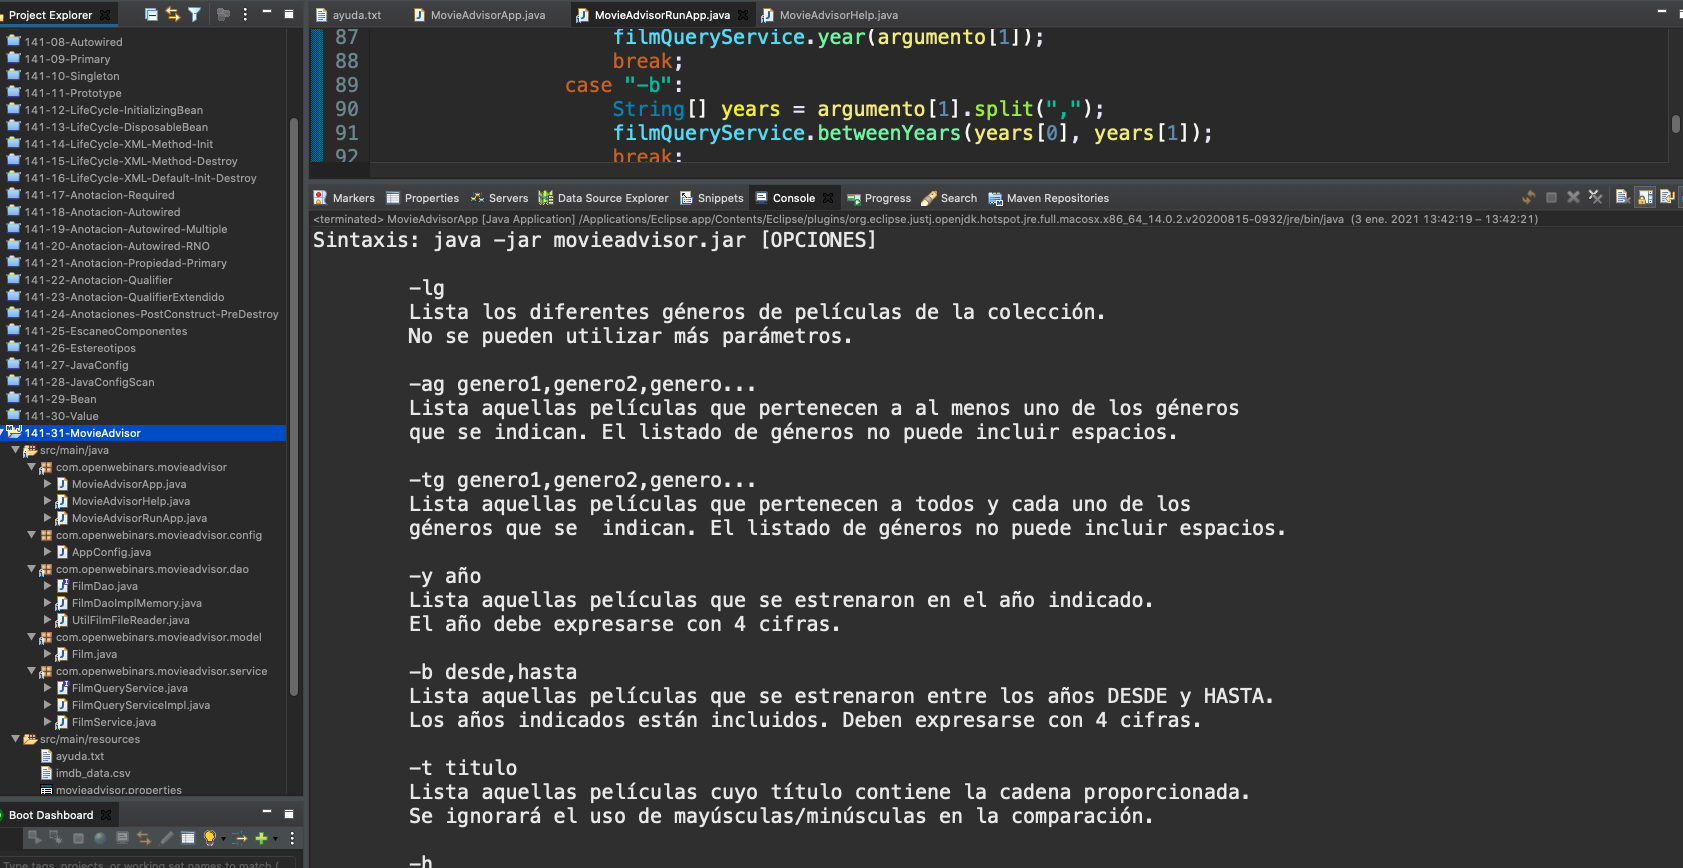 Project Explorer
141-08-Autowired
141-09-Primary
141-10-Singleton
141-11-Prototype
141-12-LifeCycle-InitializingBean
141-13-LifeCycle-DisposableBean
141-14-LifeCycle-XML-Method-Init
141-15-LifeCycle-XML-Method-Destroy
141-16-LifeCycle-XML-Default-Init-Destroy
141-17-Anotacion-Required
141-18-Anotacion-Autowired
141-19-Anotacion-Autowired-Multiple
141-20-Anotacion-Autowired-RNO
141-21-Anotacion-Propiedad-Primary
141-22-Anotacion-Qualifier
141-23-Anotacion-QualifierExtendido
141-24-Anotaciones-PostConstruct-PreDestroy
141-25-EscaneoComponentes
141-26-Estereotipos
141-27-JavaConfig
141-28-JavaConfigScan
141-29-Bean
141-30-Value
141-31-MovieAdvisor
src/main/java
com.openwebinars.movieadvisor
MovieAdvisorApp.java
MovieAdvisorHelp.java
MovieAdvisorRunApp.java
com.openwebinars.movieadvisor.config
AppConfig.java
com.openwebinars.movieadvisor.dao
FilmDao.java
FilmDaoImplMemory.java
UtilFilmFileReader.java
com.openwebinars.movieadvisor.model
Film.java
com.openwebinars.movieadvisor.service
FilmQueryService.java
FilmQueryServiceImpl.java
FilmService.java
src/main/resources
ayuda.txt
imdb_data.csv
movieadvisor.properties
Boot Dashboard
Type tags, projects, or working set names to match (
ayuda.txt MovieAdvisorApp.java MovieAdvisorRunApp.java MovieAdvisorHelp.java
87 filmQueryService.year(argumento[1]);
88 break;
89 case "-b":
90 String[] years = argumento[1].split(",");
91 filmQueryService.betweenYears(years[0], years[1]);
92 break;
Markers Properties Servers Data Source Explorer Snippets Console Progress Search Maven Repositories
<terminated> MovieAdvisorApp [Java Application] /Applications/Eclipse.app/Contents/Eclipse/plugins/org.eclipse.justj.openjdk.hotspot.jre.full.macosx.x86_64_14.0.2.v20200815-0932/jre/bin/java (3 ene. 2021 13:42:19 – 13:42:21)
Sintaxis: java -jar movieadvisor.jar [OPCIONES]
-lg
Lista los diferentes géneros de películas de la colección.
No se pueden utilizar más parámetros.
-ag genero1,genero2,genero...
Lista aquellas películas que pertenecen a al menos uno de los géneros
que se indican. El listado de géneros no puede incluir espacios.
-tg genero1,genero2,genero...
Lista aquellas películas que pertenecen a todos y cada uno de los
géneros que se  indican. El listado de géneros no puede incluir espacios.
-y año
Lista aquellas películas que se estrenaron en el año indicado.
El año debe expresarse con 4 cifras.
-b desde,hasta
Lista aquellas películas que se estrenaron entre los años DESDE y HASTA.
Los años indicados están incluidos. Deben expresarse con 4 cifras.
-t titulo
Lista aquellas películas cuyo título contiene la cadena proporcionada.
Se ignorará el uso de mayúsculas/minúsculas en la comparación.
-h